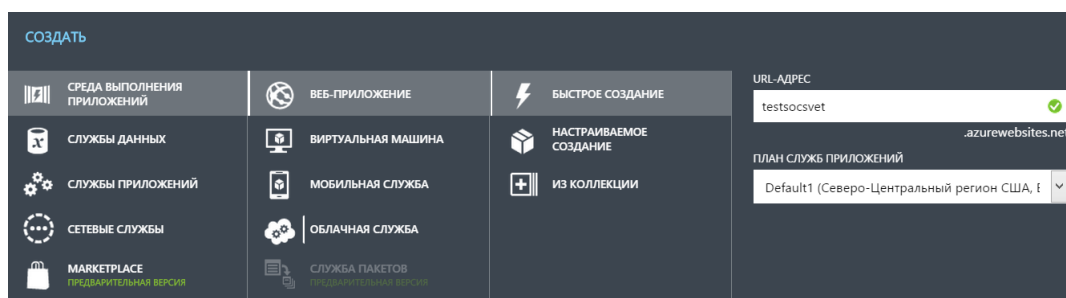 СОЗДАТЬ
СРЕДА ВЫПОЛНЕНИЯ
ПРИЛОЖЕНИЙ
СЛУЖБЫ ДАННЫХ
СЛУЖБЫ ПРИЛОЖЕНИЙ
СЕТЕВЫЕ СЛУЖБЫ
MARKETPLACE
ПРЕДВАРИТЕЛЬНАЯ ВЕРСИЯ
ВЕБ-ПРИЛОЖЕНИЕ
ВИРТУАЛЬНАЯ МАШИНА
МОБИЛЬНАЯ СЛУЖБА
ОБЛАЧНАЯ СЛУЖБА
СЛУЖБА ПАКЕТОВ
ПРЕДВАРИТЕЛЬНАЯ ВЕРСИЯ
БЫСТРОЕ СОЗДАНИЕ
НАСТРАИВАЕМОЕ
СОЗДАНИЕ
ИЗ КОЛЛЕКЦИИ
URL-АДРЕС
testsocsvet
.azurewebsites.net
ПЛАН СЛУЖБ ПРИЛОЖЕНИЙ
Default1 (Северо-Центральный регион США,